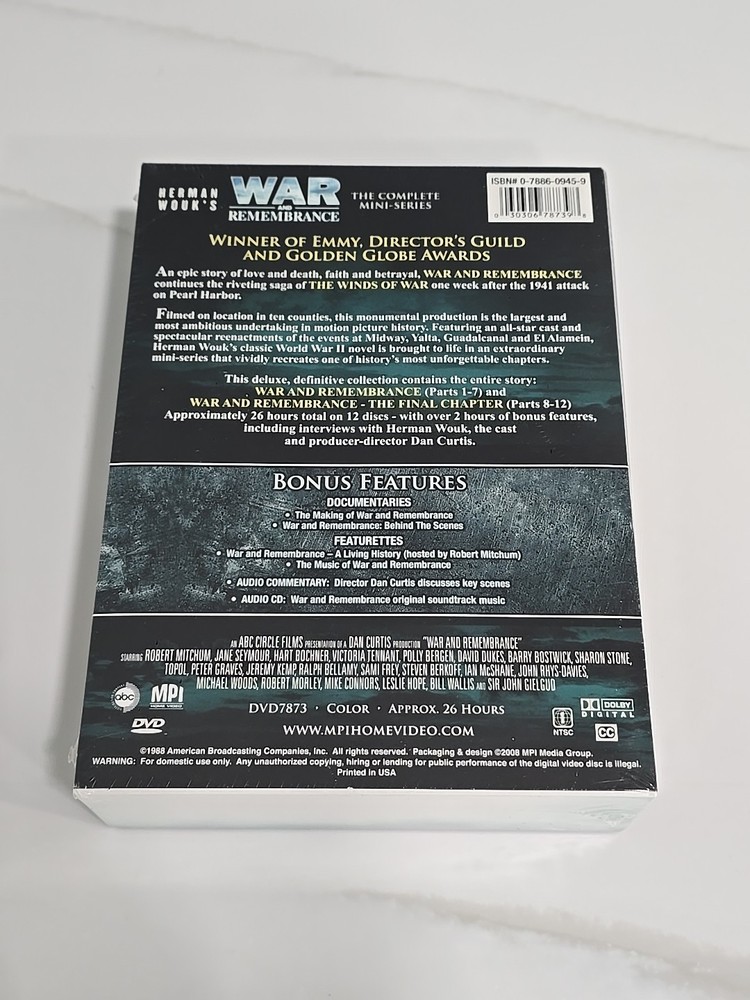 HERMAN
WOUK'S
WAR
AND
REMEMBRANCE
THE COMPLETE
MINI-SERIES
ISBN# 0-7886-0945-9
0 30306 78739 8
WINNER OF EMMY, DIRECTOR'S GUILD
AND GOLDEN GLOBE AWARDS
An epic story of love and death, faith and betrayal, WAR AND REMEMBRANCE
continues the riveting saga of THE WINDS OF WAR one week after the 1941 attack
on Pearl Harbor.
Filmed on location in ten counties, this monumental production is the largest and
most ambitious undertaking in motion picture history. Featuring an all-star cast and
spectacular reenactments of the events at Midway, Yalta, Guadalcanal and El Alamein,
Herman Wouk's classic World War II novel is brought to life in an extraordinary
mini-series that vividly recreates one of history's most unforgettable chapters.
This deluxe, definitive collection contains the entire story:
WAR AND REMEMBRANCE (Parts 1-7) and
WAR AND REMEMBRANCE - THE FINAL CHAPTER (Parts 8-12)
Approximately 26 hours total on 12 discs - with over 2 hours of bonus features,
including interviews with Herman Wouk, the cast
and producer-director Dan Curtis.
BONUS FEATURES
DOCUMENTARIES
• The Making of War and Remembrance
• War and Remembrance: Behind The Scenes
FEATURETTES
• War and Remembrance – A Living History (hosted by Robert Mitchum)
• The Music of War and Remembrance
• AUDIO COMMENTARY: Director Dan Curtis discusses key scenes
• AUDIO CD: War and Remembrance original soundtrack music
AN ABC CIRCLE FILMS PRESENTATION OF A DAN CURTIS PRODUCTION "WAR AND REMEMBRANCE"
STARRING ROBERT MITCHUM, JANE SEYMOUR, HART BOCHNER, VICTORIA TENNANT, POLLY BERGEN, DAVID DUKES, BARRY BOSTWICK, SHARON STONE,
TOPOL, PETER GRAVES, JEREMY KEMP, RALPH BELLAMY, SAMI FREY, STEVEN BERKOFF, IAN McSHANE, JOHN RHYS-DAVIES,
MICHAEL WOODS, ROBERT MORLEY, MIKE CONNORS, LESLIE HOPE, BILL WALLIS AND SIR JOHN GIELGUD
abc
MPI
HOME VIDEO
DVD7873 · COLOR · APPROX. 26 HOURS
DVD
WWW.MPIHOMEVIDEO.COM
NTSC
DOLBY
DIGITAL
CC
©1988 American Broadcasting Companies, Inc. All rights reserved. Packaging & design ©2008 MPI Media Group.
WARNING: For domestic use only. Any unauthorized copying, hiring or lending for public performance of the digital video disc is illegal.
Printed in USA